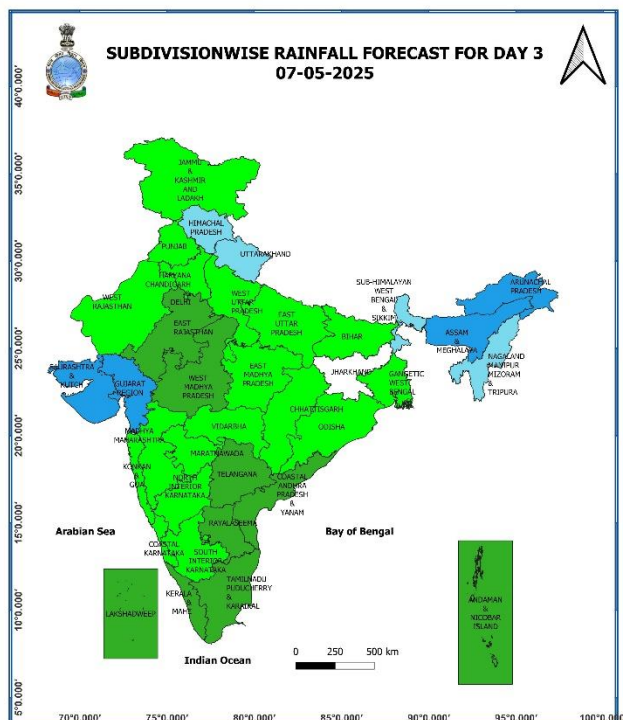 SUBDIVISIONWISE RAINFALL FORECAST FOR DAY 3
07-05-2025
40°0.000'
35°0.000'
30°0.000'
25°0.000'
20°0.000'
15°0.000'
10°0.000'
5°0.000'
JAMMU
&
KASHMIR
AND
LADAKH
HIMACHAL
PRADESH
PUNJAB
UTTARAKHAND
HARYANA
CHANDIGARH
DELHI
WEST
RAJASTHAN
WEST
UTTAR
PRADESH
EAST
UTTAR
PRADESH
SUB-HIMALAYAN
WEST
BENGAL
&
SIKKIM
ARUNACHAL
PRADESH
EAST
RAJASTHAN
BIHAR
ASSAM
&
MEGHALAYA
NAGALAND
MANIPUR
MIZORAM
&
TRIPURA
SAURASHTRA
&
KUTCH
GUJARAT
REGION
WEST
MADHYA
PRADESH
EAST
MADHYA
PRADESH
JHARKHAND
GANGETIC
WEST
BENGAL
CHHATTISGARH
ODISHA
MADHYA
MAHARASHTRA
VIDARBHA
MARATHAWADA
KONKAN
&
GOA
NORTH
INTERIOR
KARNATAKA
TELANGANA
COASTAL
ANDHRA
PRADESH
&
YANAM
RAYALASEEMA
Arabian Sea
Bay of Bengal
COASTAL
KARNATAKA
SOUTH
INTERIOR
KARNATAKA
TAMILNADU
PUDUCHERRY
&
KARAIKAL
KERALA
&
MAHE
LAKSHADWEEP
ANDAMAN
&
NICOBAR
ISLAND
Indian Ocean
0 250 500 km
70°0.000' 75°0.000' 80°0.000' 85°0.000' 90°0.000' 95°0.000'